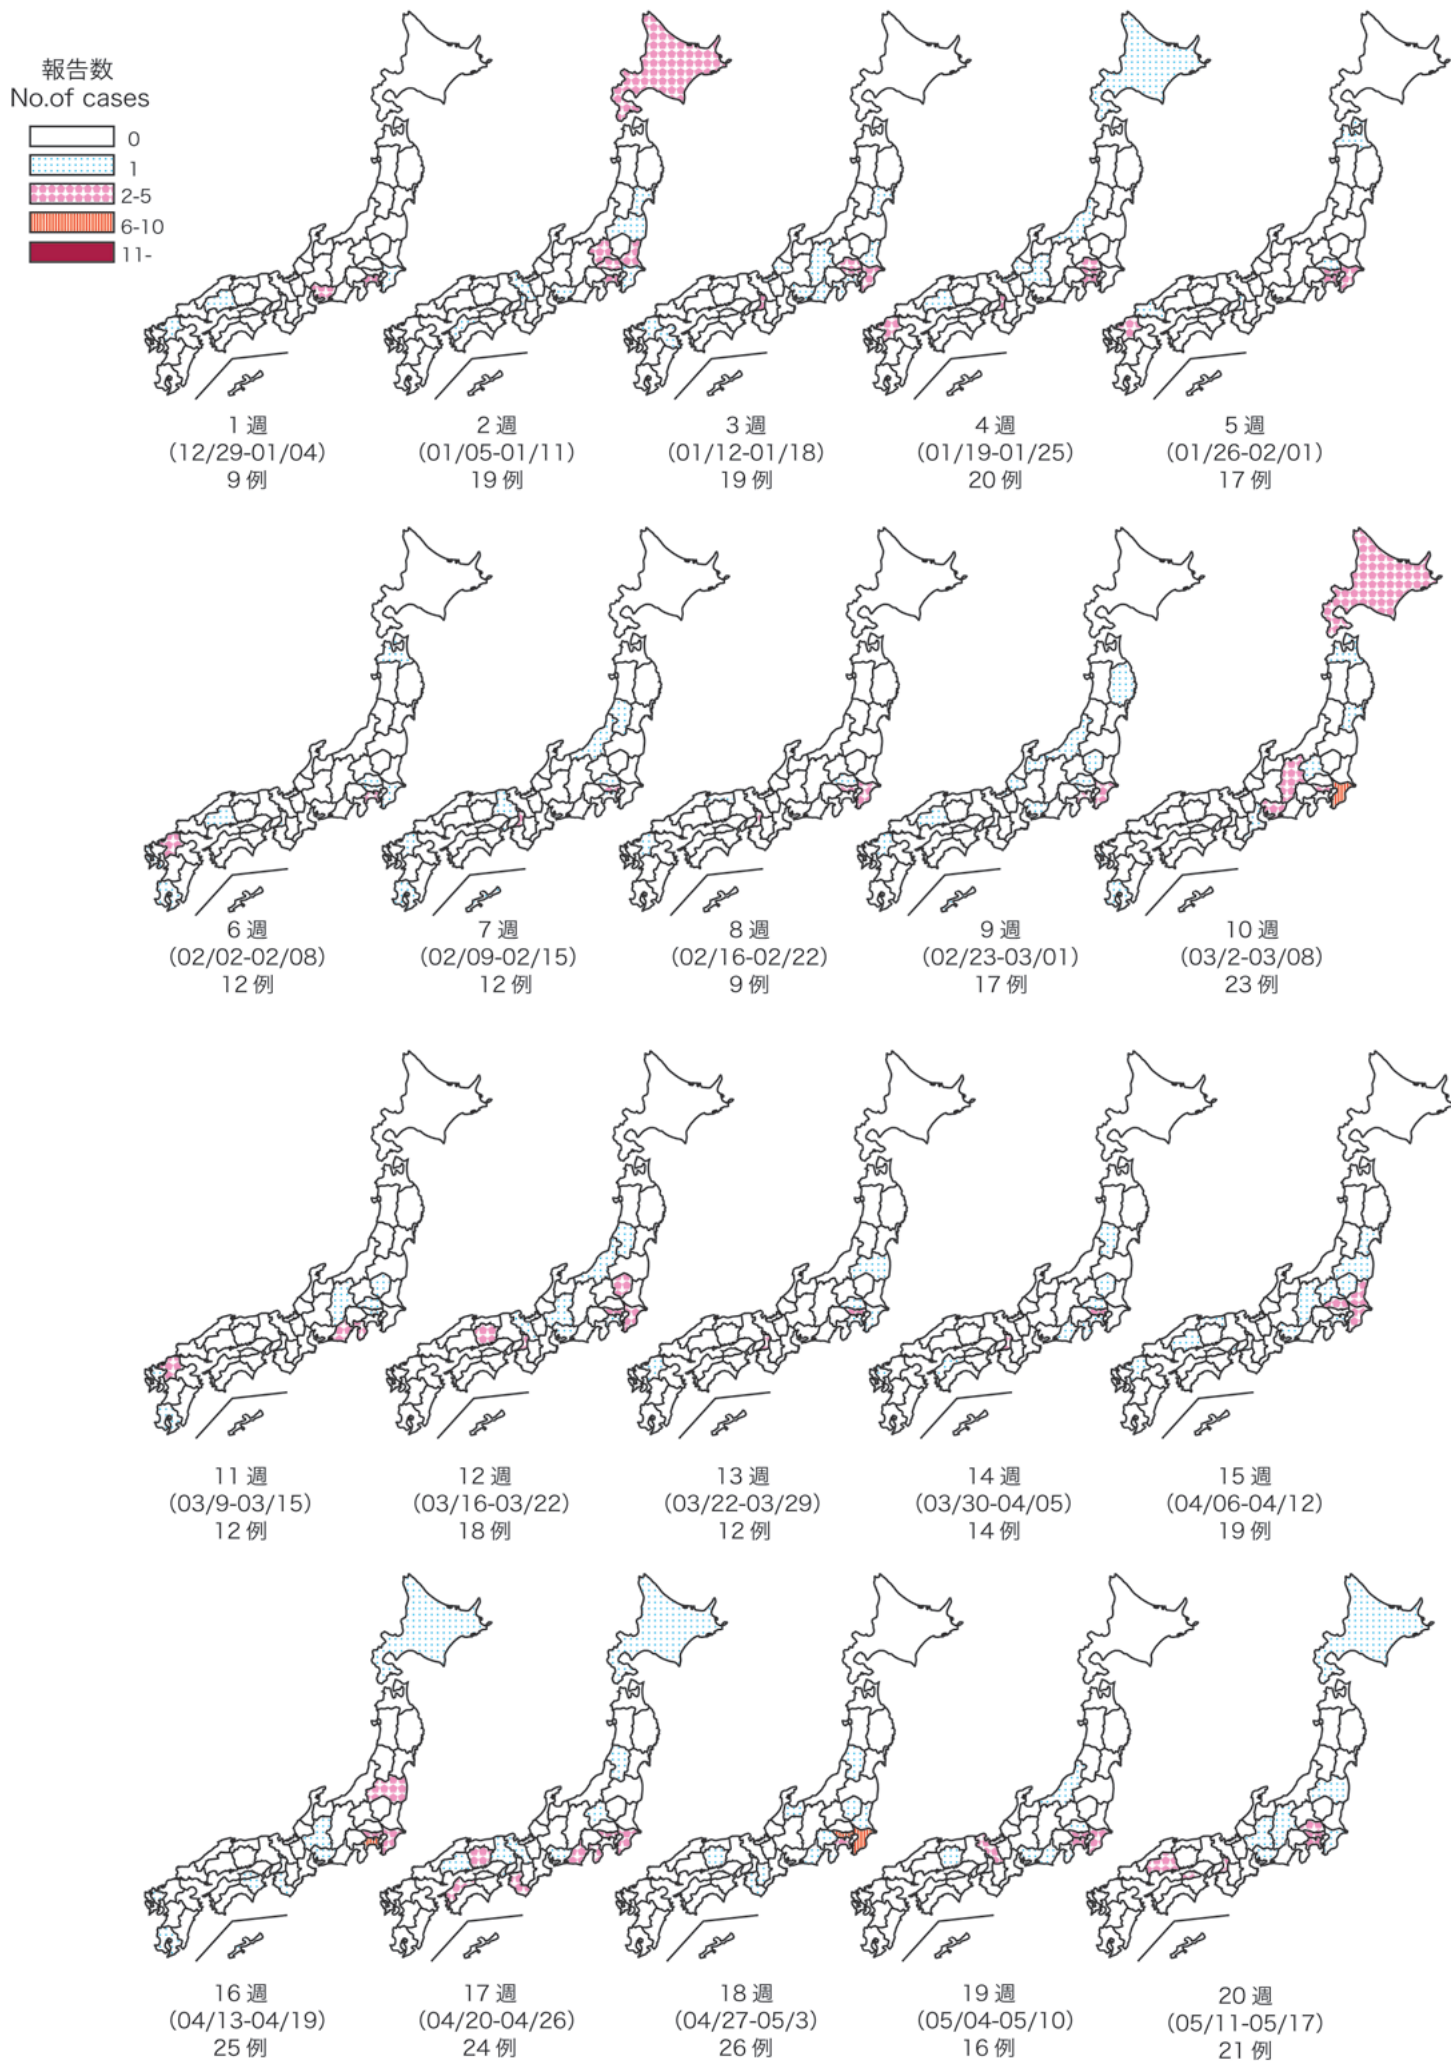 報告数
No.of cases
0
1
2-5
6-10
11-
1週
(12/29-01/04)
9例
2週
(01/05-01/11)
19例
3週
(01/12-01/18)
19例
4週
(01/19-01/25)
20例
5週
(01/26-02/01)
17例
6週
(02/02-02/08)
12例
7週
(02/09-02/15)
12例
8週
(02/16-02/22)
9例
9週
(02/23-03/01)
17例
10週
(03/2-03/08)
23例
11週
(03/9-03/15)
12例
12週
(03/16-03/22)
18例
13週
(03/22-03/29)
12例
14週
(03/30-04/05)
14例
15週
(04/06-04/12)
19例
16週
(04/13-04/19)
25例
17週
(04/20-04/26)
24例
18週
(04/27-05/3)
26例
19週
(05/04-05/10)
16例
20週
(05/11-05/17)
21例